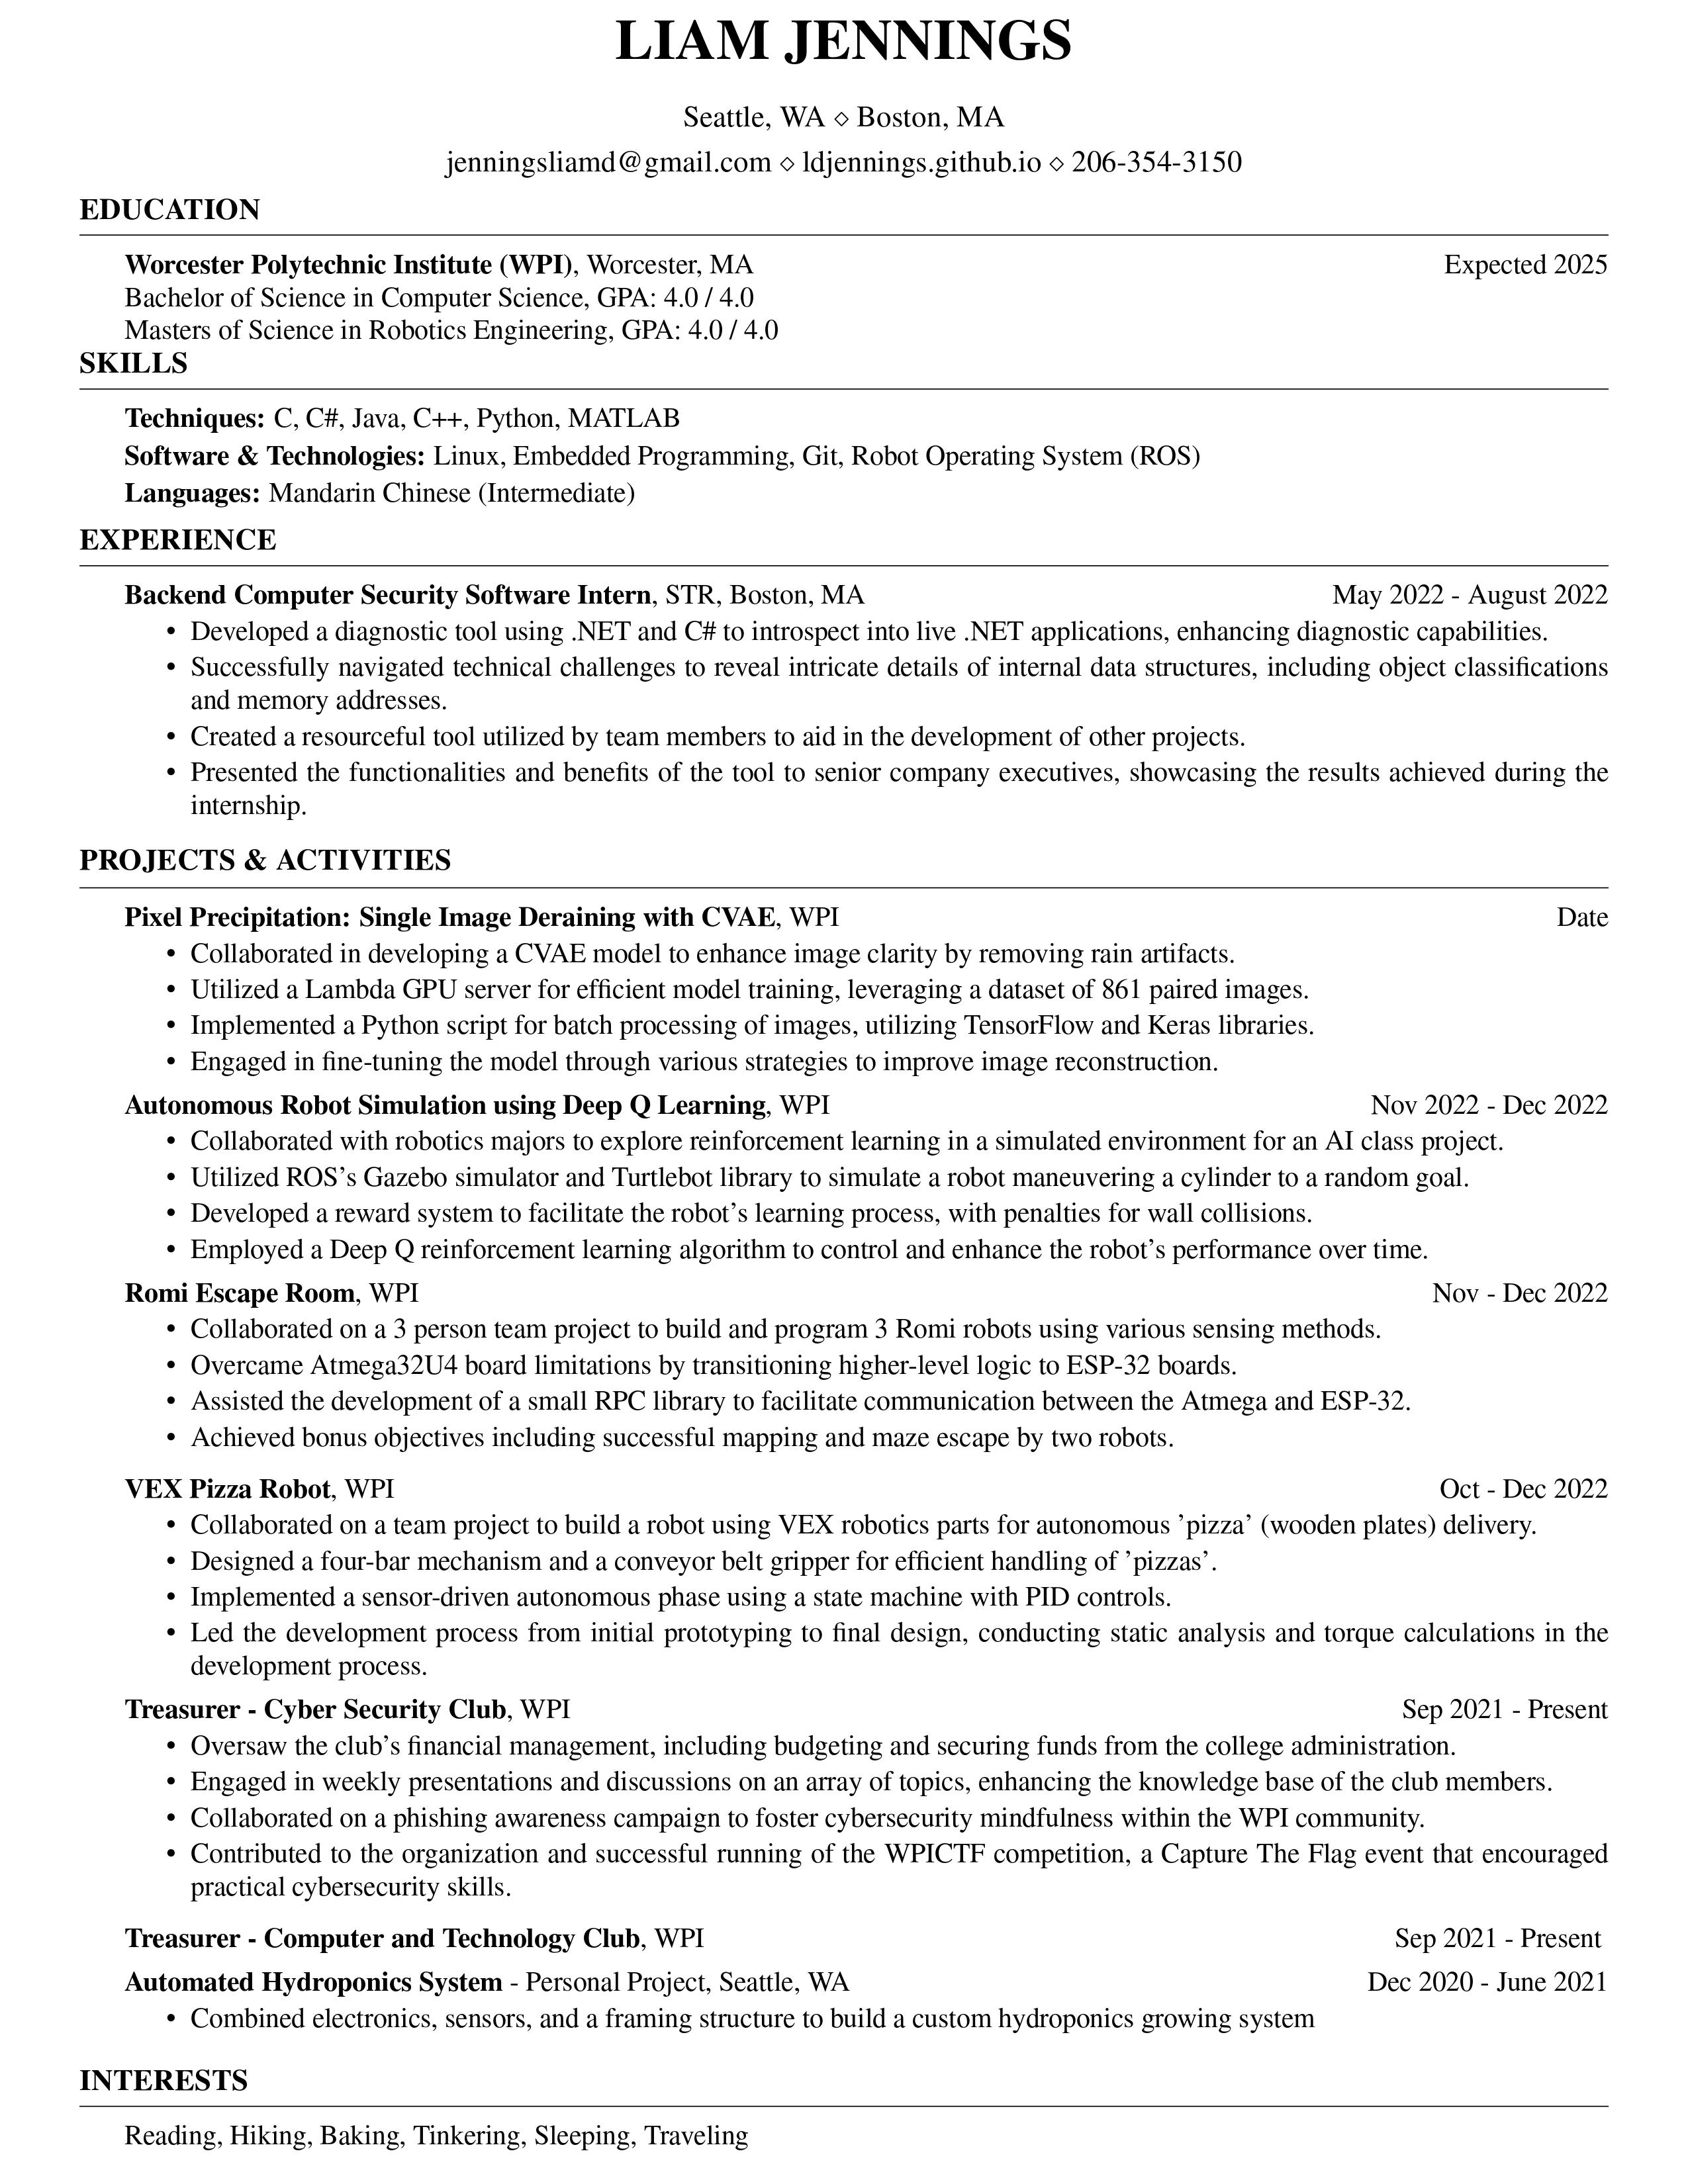 LIAM JENNINGS
Seattle, WA ⋄ Boston, MA
jenningsliamd@gmail.com ⋄ ldjennings.github.io ⋄ 206-354-3150
EDUCATION
Worcester Polytechnic Institute (WPI), Worcester, MA Expected 2025
Bachelor of Science in Computer Science, GPA: 4.0 / 4.0
Masters of Science in Robotics Engineering, GPA: 4.0 / 4.0
SKILLS
Techniques: C, C#, Java, C++, Python, MATLAB
Software & Technologies: Linux, Embedded Programming, Git, Robot Operating System (ROS)
Languages: Mandarin Chinese (Intermediate)
EXPERIENCE
Backend Computer Security Software Intern, STR, Boston, MA May 2022 - August 2022
• Developed a diagnostic tool using .NET and C# to introspect into live .NET applications, enhancing diagnostic capabilities.
• Successfully navigated technical challenges to reveal intricate details of internal data structures, including object classifications
and memory addresses.
• Created a resourceful tool utilized by team members to aid in the development of other projects.
• Presented the functionalities and benefits of the tool to senior company executives, showcasing the results achieved during the
internship.
PROJECTS & ACTIVITIES
Pixel Precipitation: Single Image Deraining with CVAE, WPI Date
• Collaborated in developing a CVAE model to enhance image clarity by removing rain artifacts.
• Utilized a Lambda GPU server for efficient model training, leveraging a dataset of 861 paired images.
• Implemented a Python script for batch processing of images, utilizing TensorFlow and Keras libraries.
• Engaged in fine-tuning the model through various strategies to improve image reconstruction.
Autonomous Robot Simulation using Deep Q Learning, WPI Nov 2022 - Dec 2022
• Collaborated with robotics majors to explore reinforcement learning in a simulated environment for an AI class project.
• Utilized ROS’s Gazebo simulator and Turtlebot library to simulate a robot maneuvering a cylinder to a random goal.
• Developed a reward system to facilitate the robot’s learning process, with penalties for wall collisions.
• Employed a Deep Q reinforcement learning algorithm to control and enhance the robot’s performance over time.
Romi Escape Room, WPI Nov - Dec 2022
• Collaborated on a 3 person team project to build and program 3 Romi robots using various sensing methods.
• Overcame Atmega32U4 board limitations by transitioning higher-level logic to ESP-32 boards.
• Assisted the development of a small RPC library to facilitate communication between the Atmega and ESP-32.
• Achieved bonus objectives including successful mapping and maze escape by two robots.
VEX Pizza Robot, WPI Oct - Dec 2022
• Collaborated on a team project to build a robot using VEX robotics parts for autonomous ’pizza’ (wooden plates) delivery.
• Designed a four-bar mechanism and a conveyor belt gripper for efficient handling of ’pizzas’.
• Implemented a sensor-driven autonomous phase using a state machine with PID controls.
• Led the development process from initial prototyping to final design, conducting static analysis and torque calculations in the
development process.
Treasurer - Cyber Security Club, WPI Sep 2021 - Present
• Oversaw the club’s financial management, including budgeting and securing funds from the college administration.
• Engaged in weekly presentations and discussions on an array of topics, enhancing the knowledge base of the club members.
• Collaborated on a phishing awareness campaign to foster cybersecurity mindfulness within the WPI community.
• Contributed to the organization and successful running of the WPICTF competition, a Capture The Flag event that encouraged
practical cybersecurity skills.
Treasurer - Computer and Technology Club, WPI Sep 2021 - Present
Automated Hydroponics System - Personal Project, Seattle, WA Dec 2020 - June 2021
• Combined electronics, sensors, and a framing structure to build a custom hydroponics growing system
INTERESTS
Reading, Hiking, Baking, Tinkering, Sleeping, Traveling